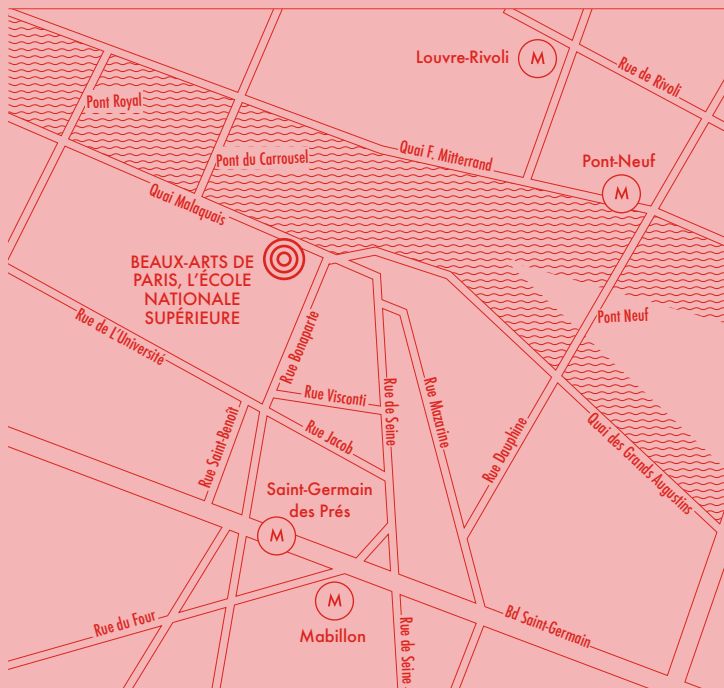 Louvre-Rivoli
M
Rue de Rivoli
Pont Royal
Pont du Carrousel
Quai F. Mitterrand
Pont-Neuf
M
Quai Malaquais
BEAUX-ARTS DE
PARIS, L'ÉCOLE
NATIONALE
SUPÉRIEURE
Rue de L'Université
Rue Bonaparte
Pont Neuf
Rue Visconti
Rue de Seine
Rue Mazarine
Rue Saint-Benoît
Rue Jacob
Rue Dauphine
Quai des Grands Augustins
Saint-Germain
des Prés
M
M
Mabillon
Rue du Four
Rue de Seine
Bd Saint-Germain